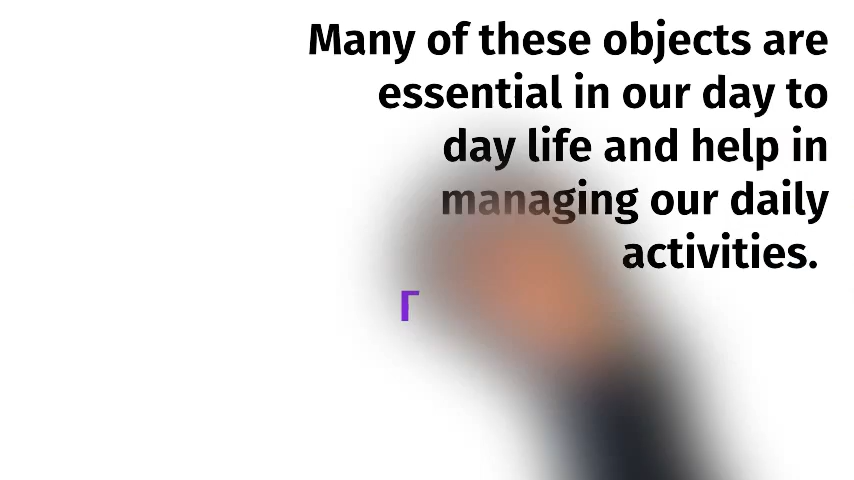 Many of these objects are
essential in our day to
day life and help in
managing our daily
activities.